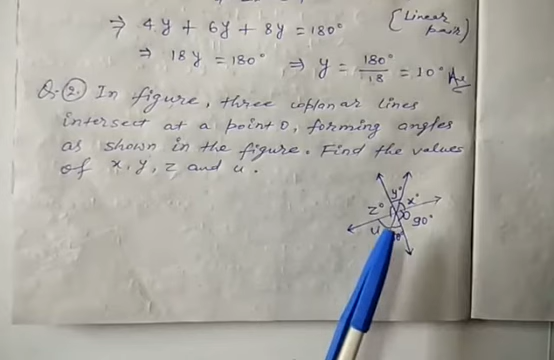 ⇒ 4y + 6y + 8y = 180° {Linear pair)
⇒ 18y = 180° ⇒ y = 180°/18 = 10° Ans
Q.② In figure, three coplanar lines
intersect at a point O, forming angles
as shown in the figure. Find the values
of x, y, z and u.
y°
x°
z°
O
90°
u